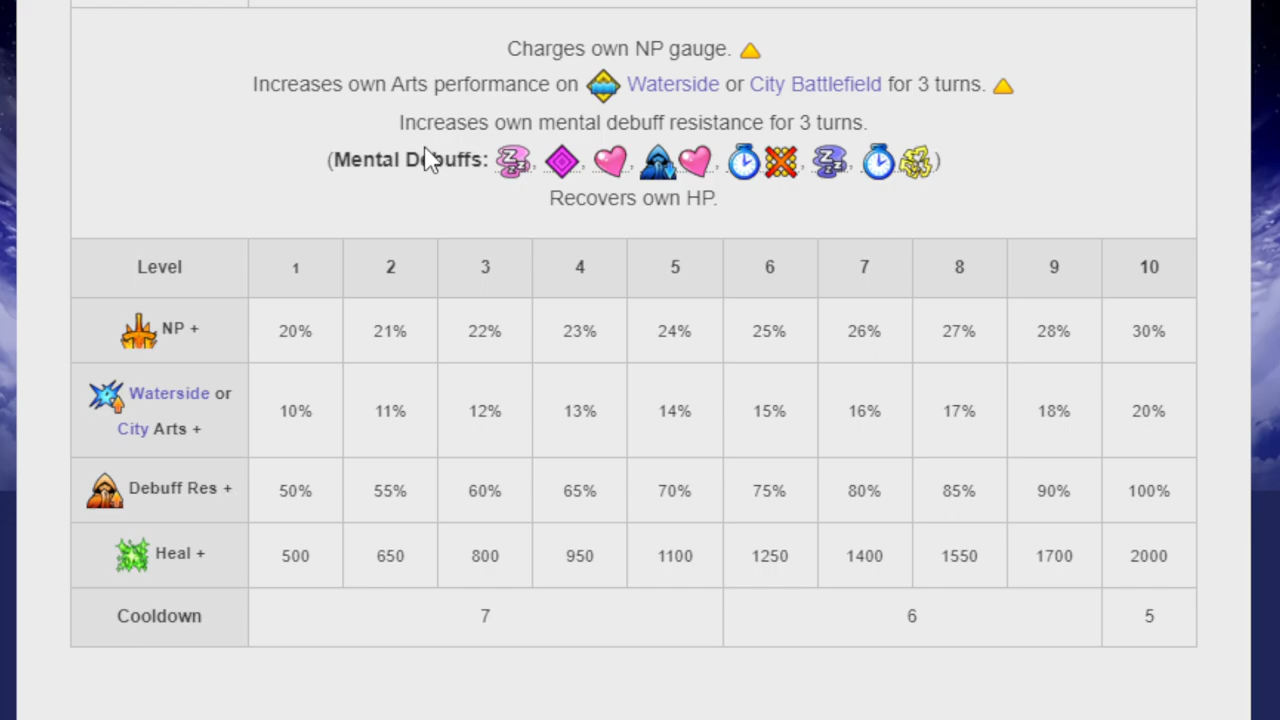 Charges own NP gauge.
Increases own Arts performance on Waterside or City Battlefield for 3 turns.
Increases own mental debuff resistance for 3 turns.
(Mental Debuffs: , , , , , , )
Recovers own HP.
Level 1 2 3 4 5 6 7 8 9 10
NP + 20% 21% 22% 23% 24% 25% 26% 27% 28% 30%
Waterside or
City Arts + 10% 11% 12% 13% 14% 15% 16% 17% 18% 20%
Debuff Res + 50% 55% 60% 65% 70% 75% 80% 85% 90% 100%
Heal + 500 650 800 950 1100 1250 1400 1550 1700 2000
Cooldown 7 6 5